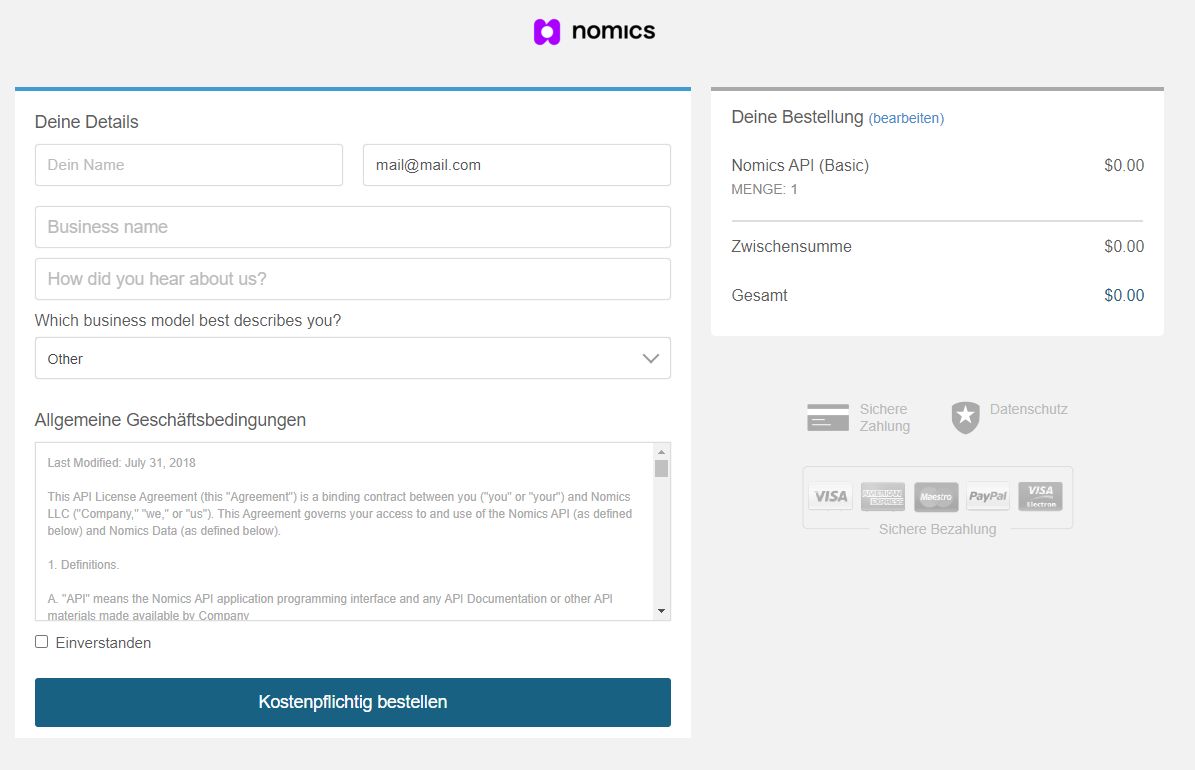 nomics
Deine Details
Dein Name
mail@mail.com
Business name
How did you hear about us?
Which business model best describes you?
Other
Allgemeine Geschäftsbedingungen
Last Modified: July 31, 2018
This API License Agreement (this "Agreement") is a binding contract between you ("you" or "your") and Nomics
LLC ("Company," "we," or "us"). This Agreement governs your access to and use of the Nomics API (as defined
below) and Nomics Data (as defined below).
1. Definitions.
A. "API" means the Nomics API application programming interface and any API Documentation or other API
materials made available by Company
Einverstanden
Kostenpflichtig bestellen
Deine Bestellung (bearbeiten)
Nomics API (Basic) $0.00
MENGE: 1
Zwischensumme $0.00
Gesamt $0.00
Sichere
Zahlung
Datenschutz
VISA
AMERICAN
EXPRESS
Maestro
PayPal
VISA
Electron
Sichere Bezahlung